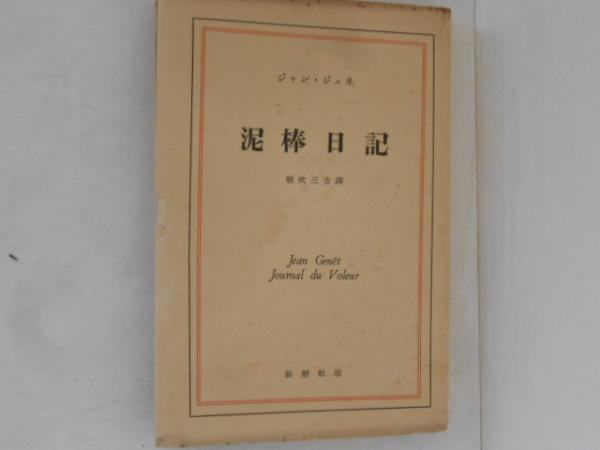 ジャン・ジュネ
泥棒日記
朝吹三吉譯
Jean Genêt
Journal du Voleur
新潮社版